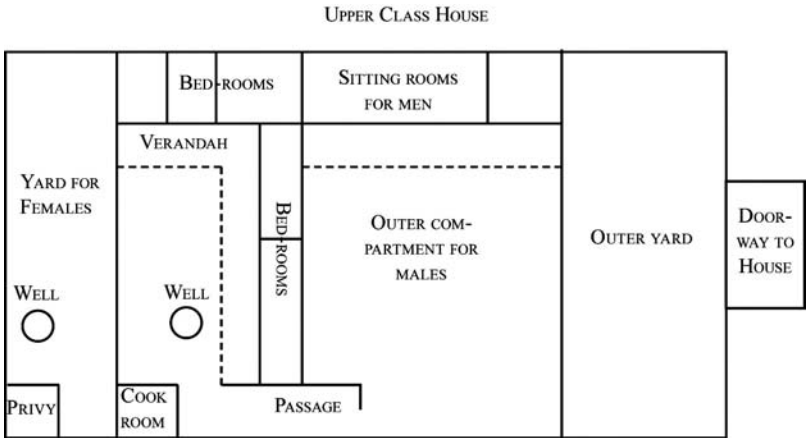 UPPER CLASS HOUSE
BED-ROOMS
SITTING ROOMS
FOR MEN
VERANDAH
YARD FOR
FEMALES
BED-ROOMS
OUTER COM-
PARTMENT FOR
MALES
OUTER YARD
DOOR-
WAY TO
HOUSE
WELL
WELL
PRIVY
COOK
ROOM
PASSAGE